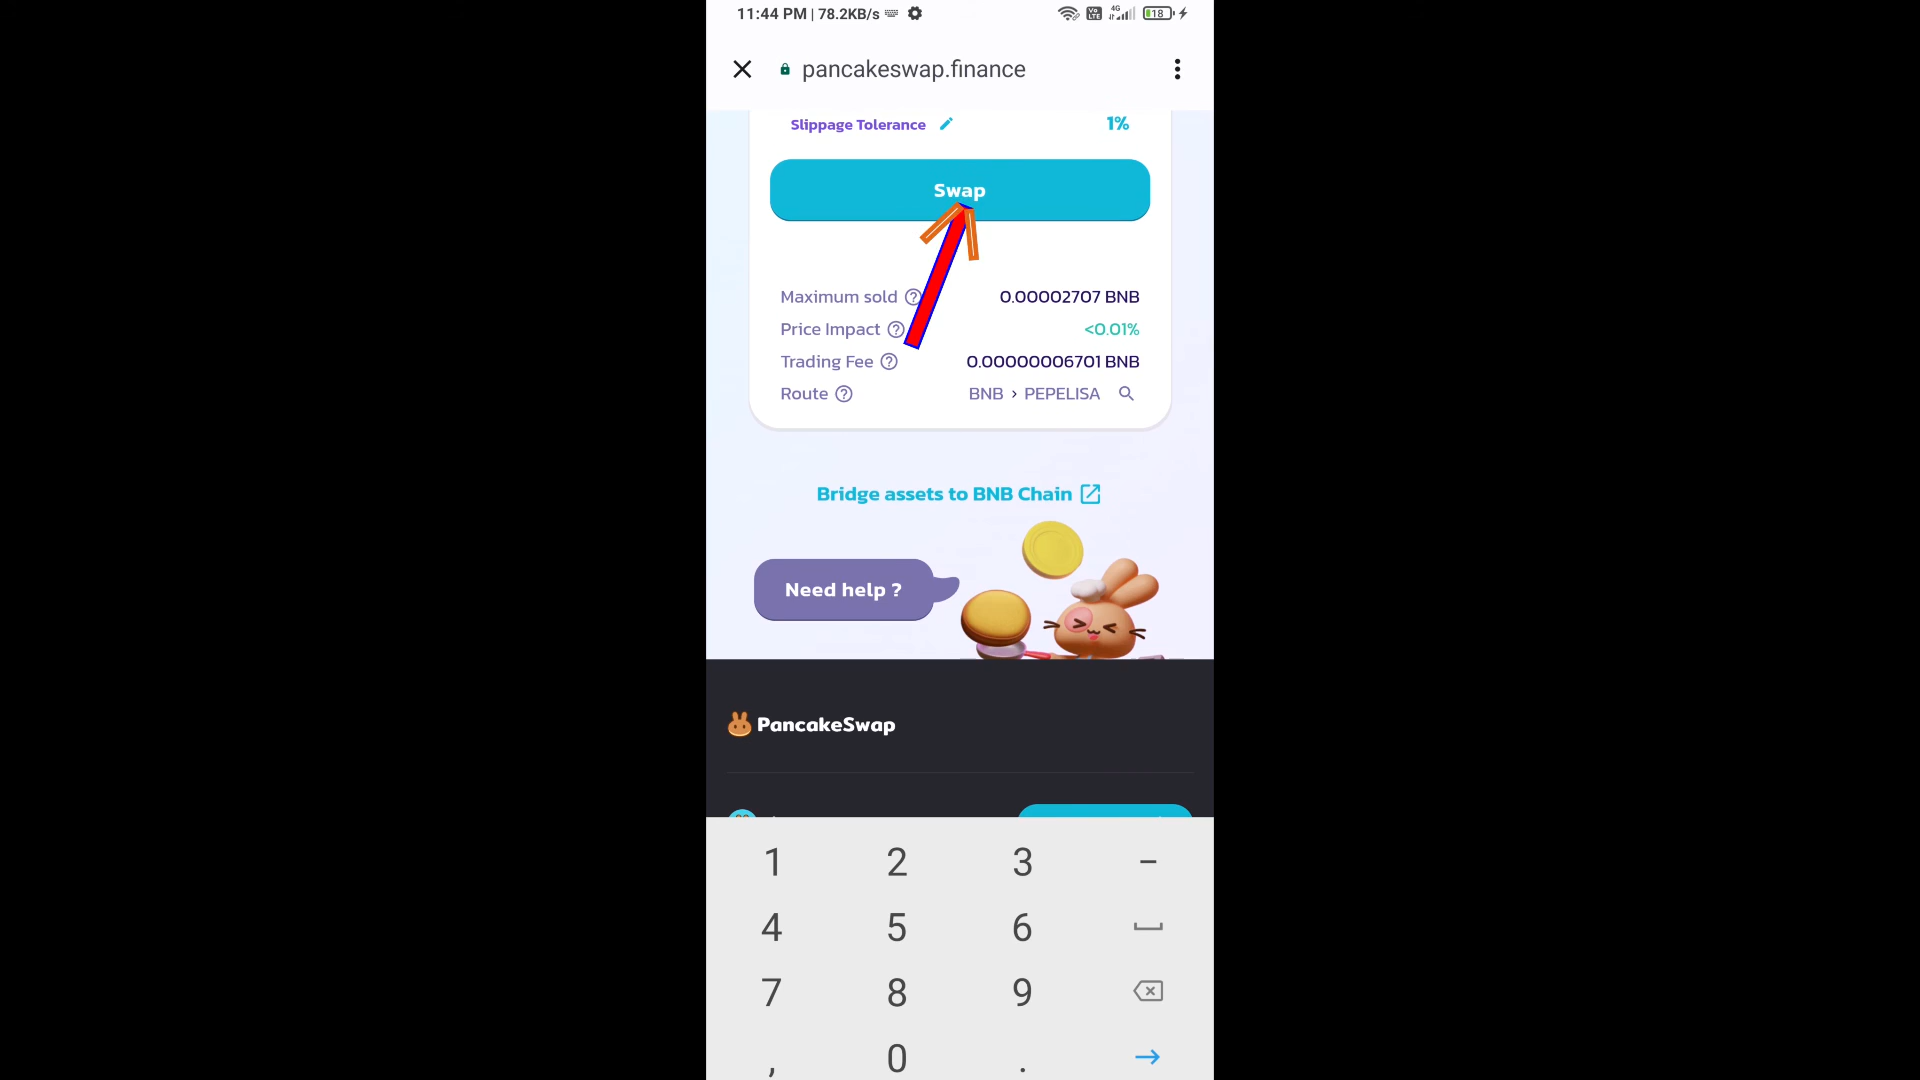 11:44 PM | 78.2KB/s 4G 18
pancakeswap.finance
Slippage Tolerance 1%
Swap
Maximum sold ? 0.00002707 BNB
Price Impact ? <0.01%
Trading Fee ? 0.00000006701 BNB
Route ? BNB > PEPELISA
Bridge assets to BNB Chain
Need help ?
PancakeSwap
1 2 3 -
4 5 6
7 8 9
, 0 .